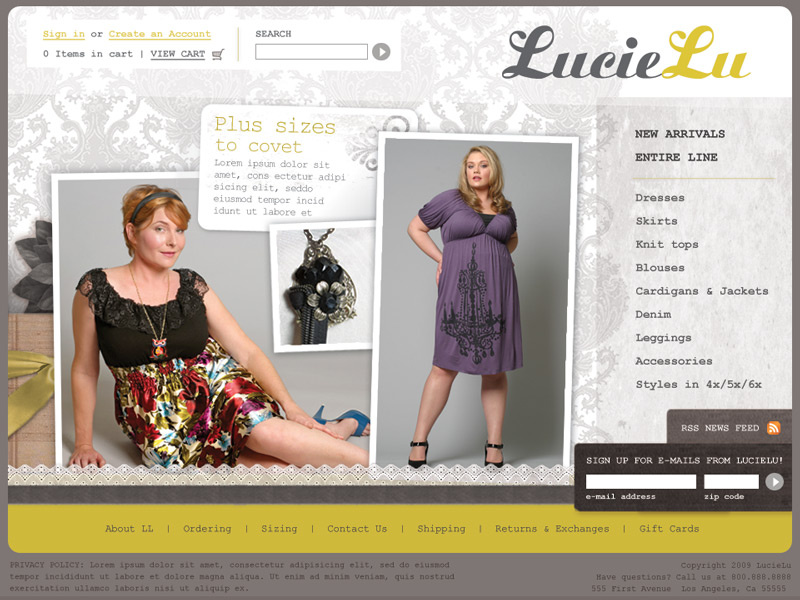 Sign in or Create an Account
0 Items in cart | VIEW CART
SEARCH
LucieLu
Plus sizes
to covet
Lorem ipsum dolor sit
amet, cons ectetur adipi
sicing elit, seddo
eiusmod tempor incid
idunt ut labore et
NEW ARRIVALS
ENTIRE LINE
Dresses
Skirts
Knit tops
Blouses
Cardigans & Jackets
Denim
Leggings
Accessories
Styles in 4x/5x/6x
RSS NEWS FEED
SIGN UP FOR E-MAILS FROM LUCIELU!
e-mail address
zip code
About LL | Ordering | Sizing | Contact Us | Shipping | Returns & Exchanges | Gift Cards
PRIVACY POLICY: Lorem ipsum dolor sit amet, consectetur adipisicing elit, sed do eiusmod
tempor incididunt ut labore et dolore magna aliqua. Ut enim ad minim veniam, quis nostrud
exercitation ullamco laboris nisi ut aliquip ex.
Copyright 2009 LucieLu
Have questions? Call us at 800.888.8888
555 First Avenue Los Angeles, Ca 55555